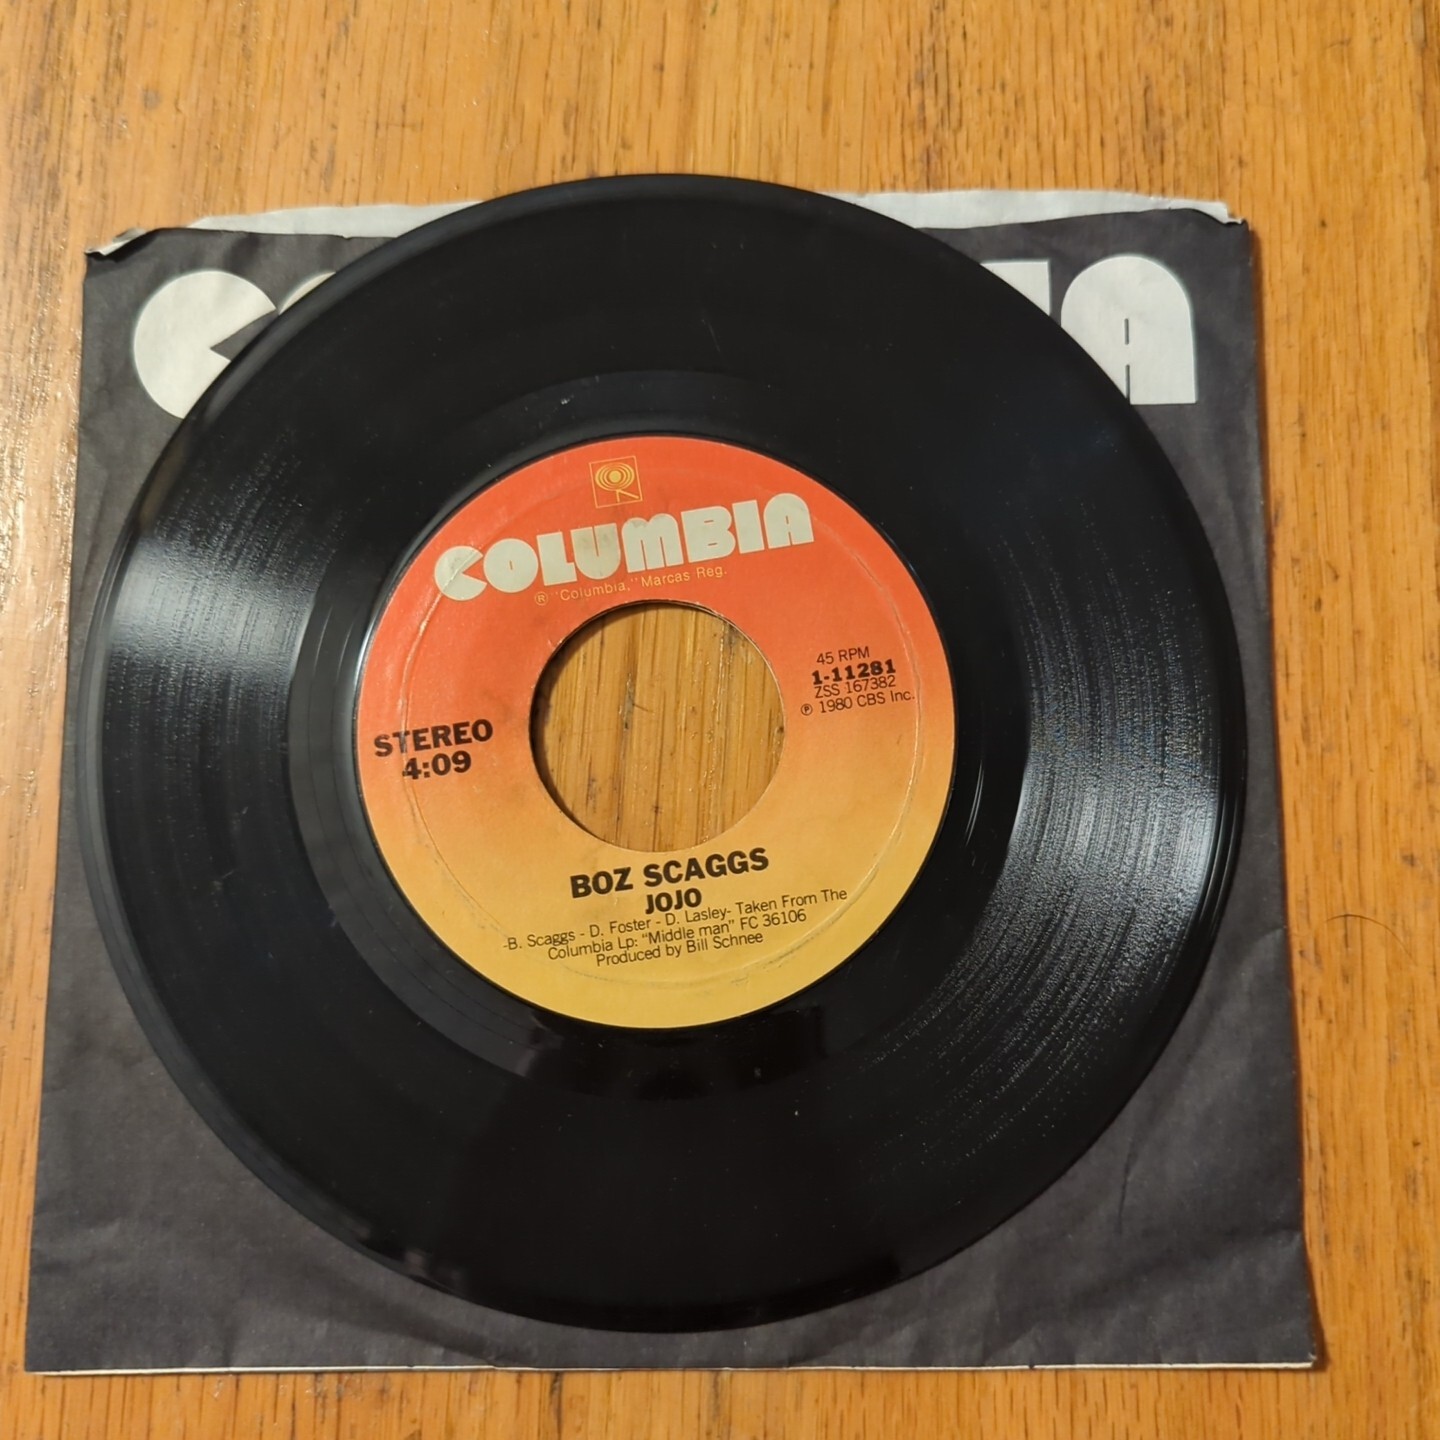 COLUMBIA
® "Columbia," Marcas Reg.
45 RPM
1-11281
ZSS 167382
℗ 1980 CBS Inc.
STEREO
4:09
BOZ SCAGGS
JOJO
-B. Scaggs - D. Foster - D. Lasley- Taken From The
Columbia Lp: "Middle man" FC 36106
Produced by Bill Schnee